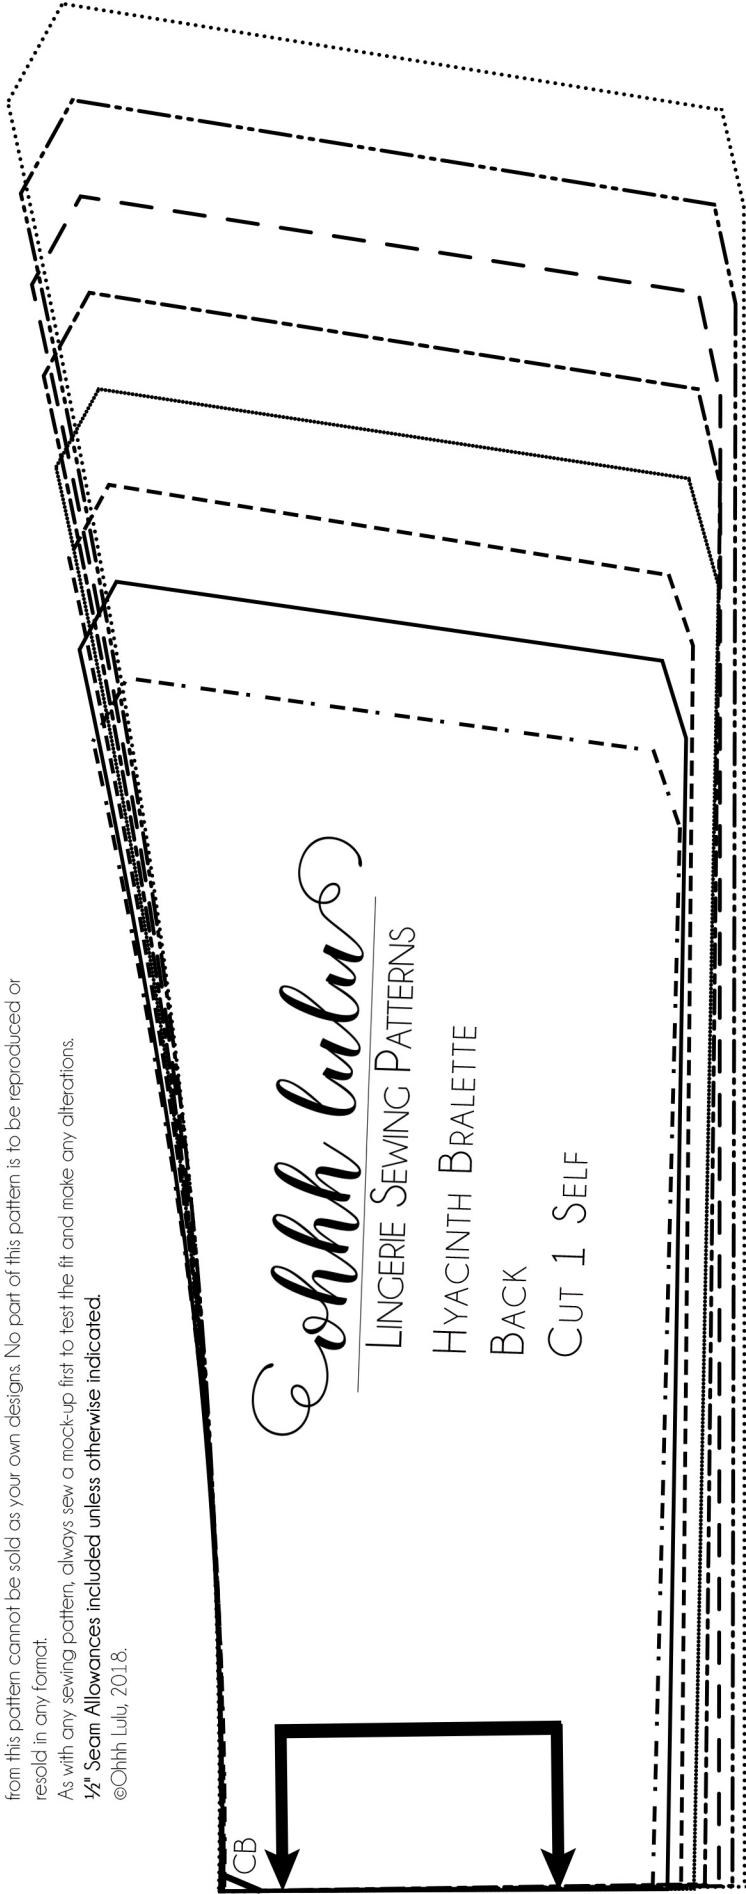 from this pattern cannot be sold as your own designs. No part of this pattern is to be reproduced or
resold in any format.
As with any sewing pattern, always sew a mock-up first to test the fit and make any alterations.
½" Seam Allowances included unless otherwise indicated.
©Ohhh Lulu, 2018.
ohhh lulu
LINGERIE SEWING PATTERNS
HYACINTH BRALETTE
BACK
CUT 1 SELF
CB